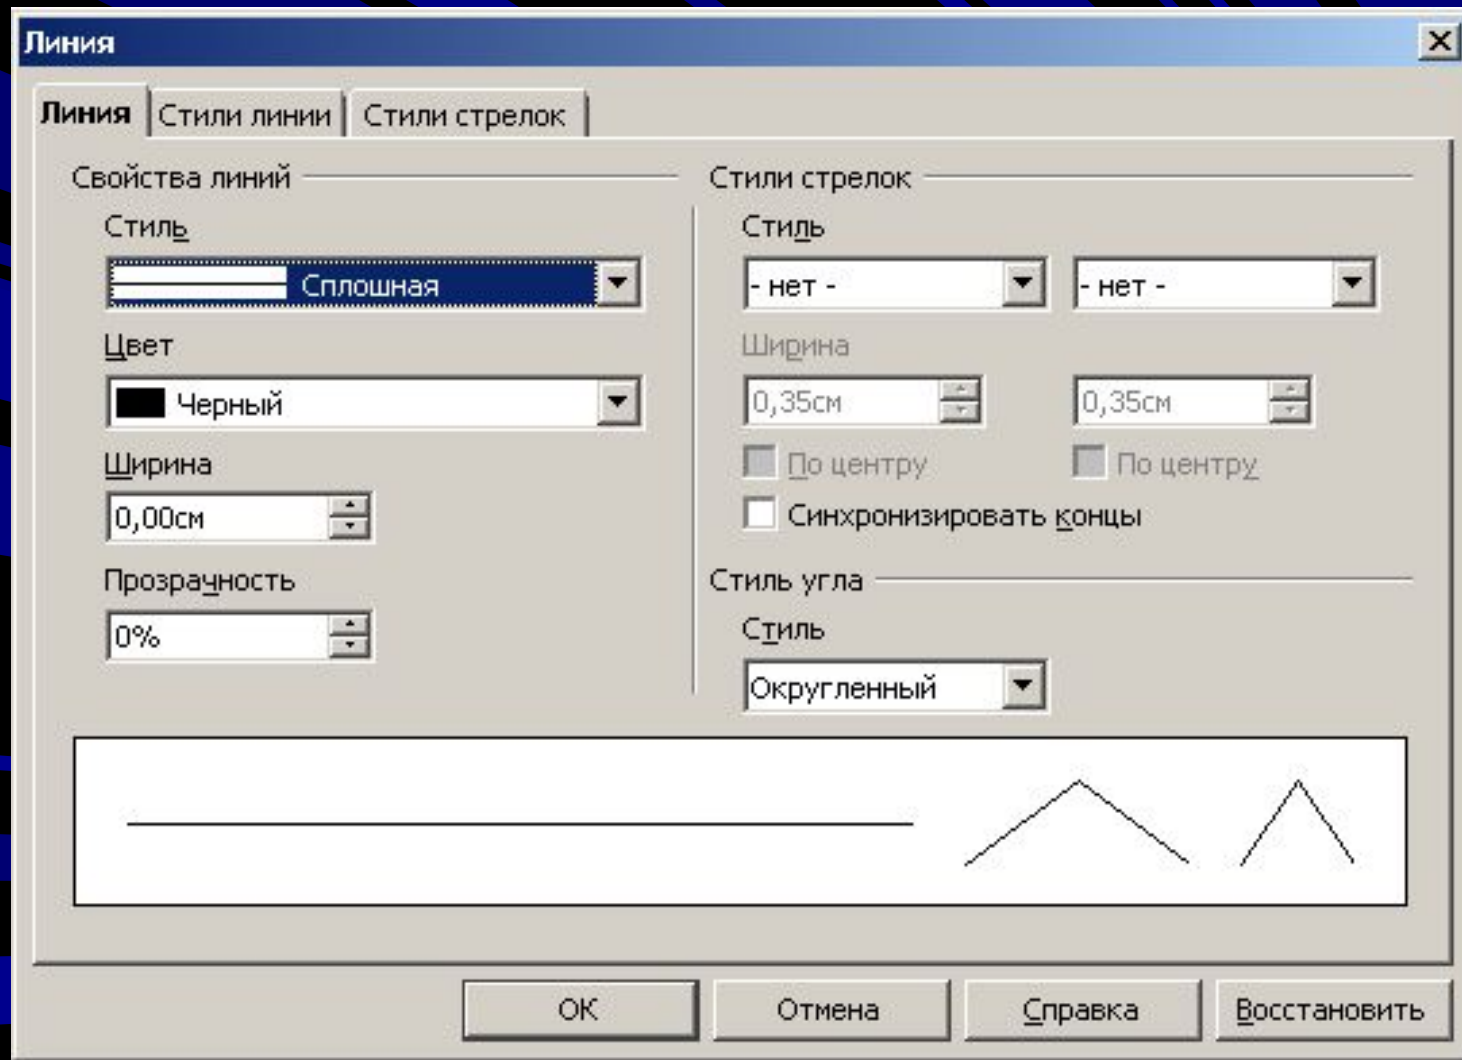 Линия
Линия Стили линии Стили стрелок
Свойства линий
Стиль
Сплошная
Цвет
Черный
Ширина
0,00см
Прозрачность
0%
Стили стрелок
Стиль
- нет - - нет -
Ширина
0,35см 0,35см
По центру По центру
Синхронизировать концы
Стиль угла
Стиль
Округленный
ОК Отмена Справка Восстановить